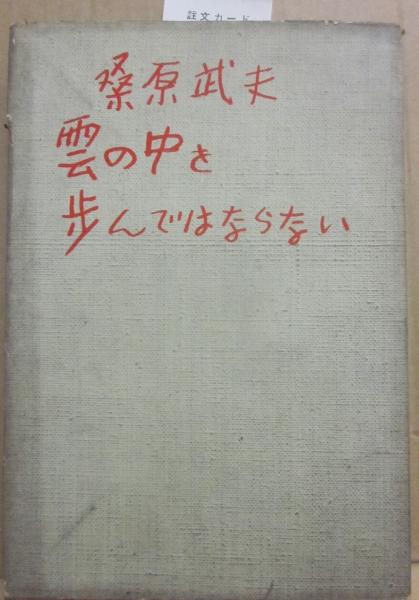 註文カード
桑原武夫
雲の中を
歩んではならない